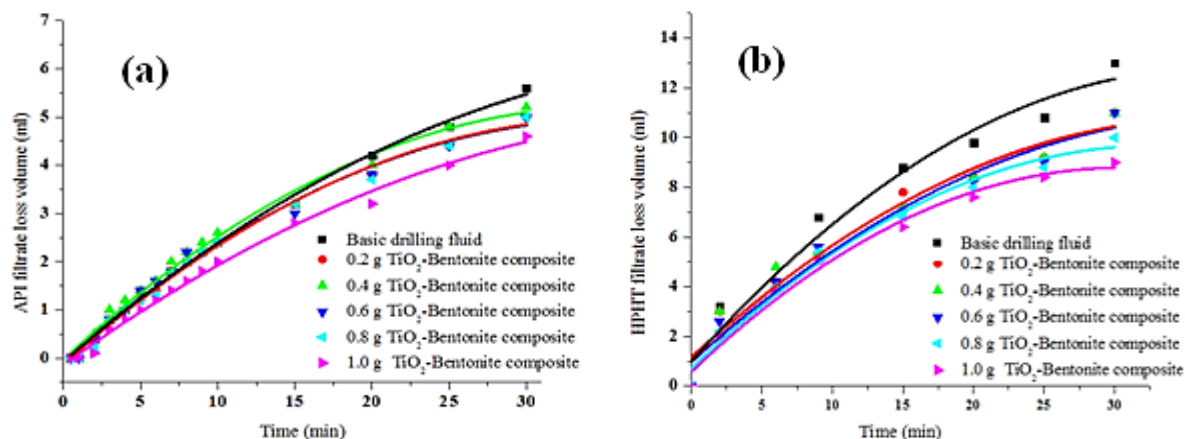 (a)
API filtrate loss volume (ml)
7
6
5
4
3
2
1
0
Basic drilling fluid
0.2 g TiO₂-Bentonite composite
0.4 g TiO₂-Bentonite composite
0.6 g TiO₂-Bentonite composite
0.8 g TiO₂-Bentonite composite
1.0 g TiO₂-Bentonite composite
0 5 10 15 20 25 30
Time (min)
(b)
HPHT filtrate loss volume (ml)
14
12
10
8
6
4
2
0
Basic drilling fluid
0.2 g TiO₂-Bentonite composite
0.4 g TiO₂-Bentonite composite
0.6 g TiO₂-Bentonite composite
0.8 g TiO₂-Bentonite composite
1.0 g TiO₂-Bentonite composite
0 5 10 15 20 25 30
Time (min)